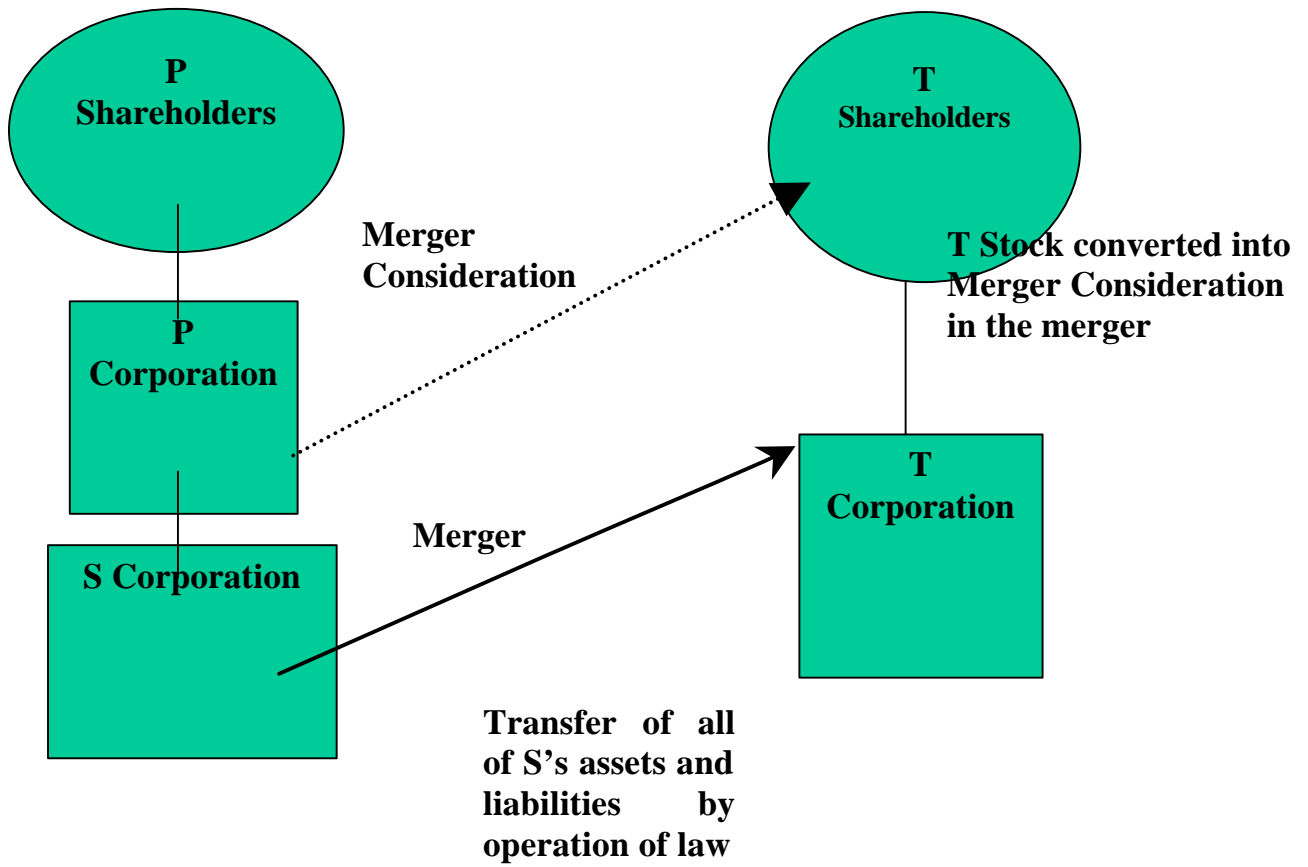 P
Shareholders
T
Shareholders
Merger
Consideration
T Stock converted into
Merger Consideration
in the merger
P
Corporation
T
Corporation
Merger
S Corporation
Transfer of all
of S’s assets and
liabilities by
operation of law